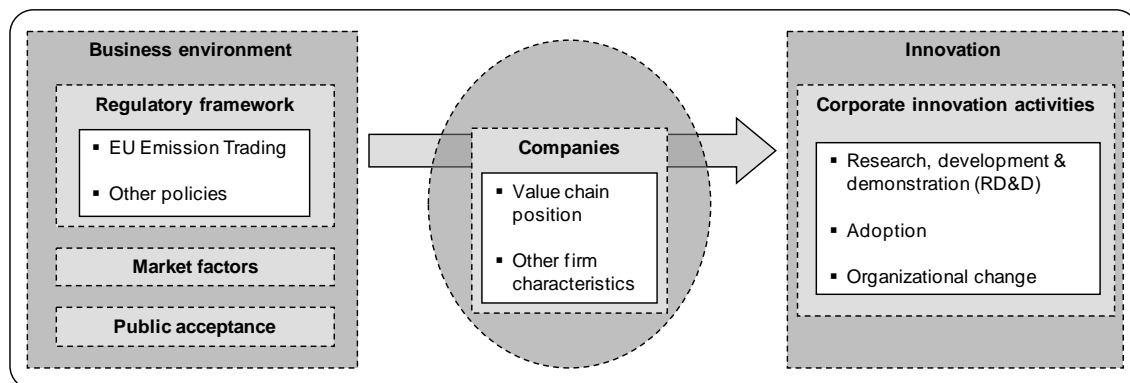 Business environment
Regulatory framework
▪ EU Emission Trading
▪ Other policies
Market factors
Public acceptance
Companies
▪ Value chain
position
▪ Other firm
characteristics
Innovation
Corporate innovation activities
▪ Research, development &
demonstration (RD&D)
▪ Adoption
▪ Organizational change